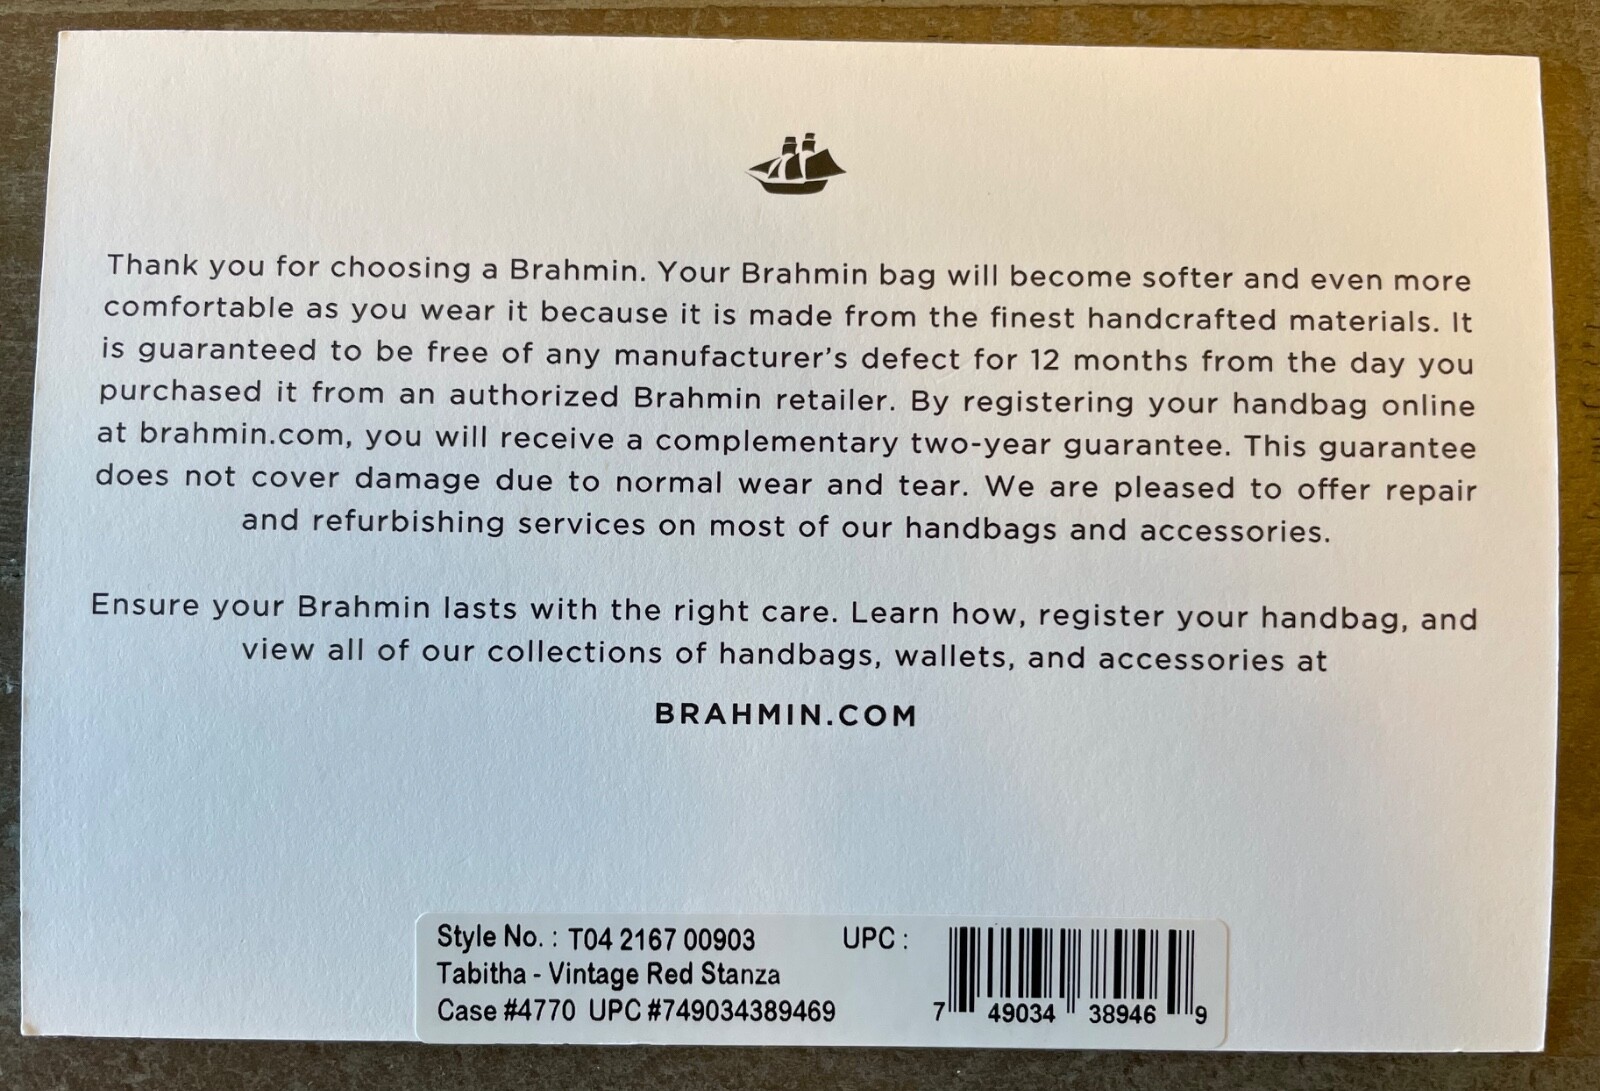 Thank you for choosing a Brahmin. Your Brahmin bag will become softer and even more
comfortable as you wear it because it is made from the finest handcrafted materials. It
is guaranteed to be free of any manufacturer's defect for 12 months from the day you
purchased it from an authorized Brahmin retailer. By registering your handbag online
at brahmin.com, you will receive a complementary two-year guarantee. This guarantee
does not cover damage due to normal wear and tear. We are pleased to offer repair
and refurbishing services on most of our handbags and accessories.
Ensure your Brahmin lasts with the right care. Learn how, register your handbag, and
view all of our collections of handbags, wallets, and accessories at
BRAHMIN.COM
Style No. : T04 2167 00903 UPC :
Tabitha - Vintage Red Stanza
Case #4770 UPC #749034389469
7 49034 38946 9